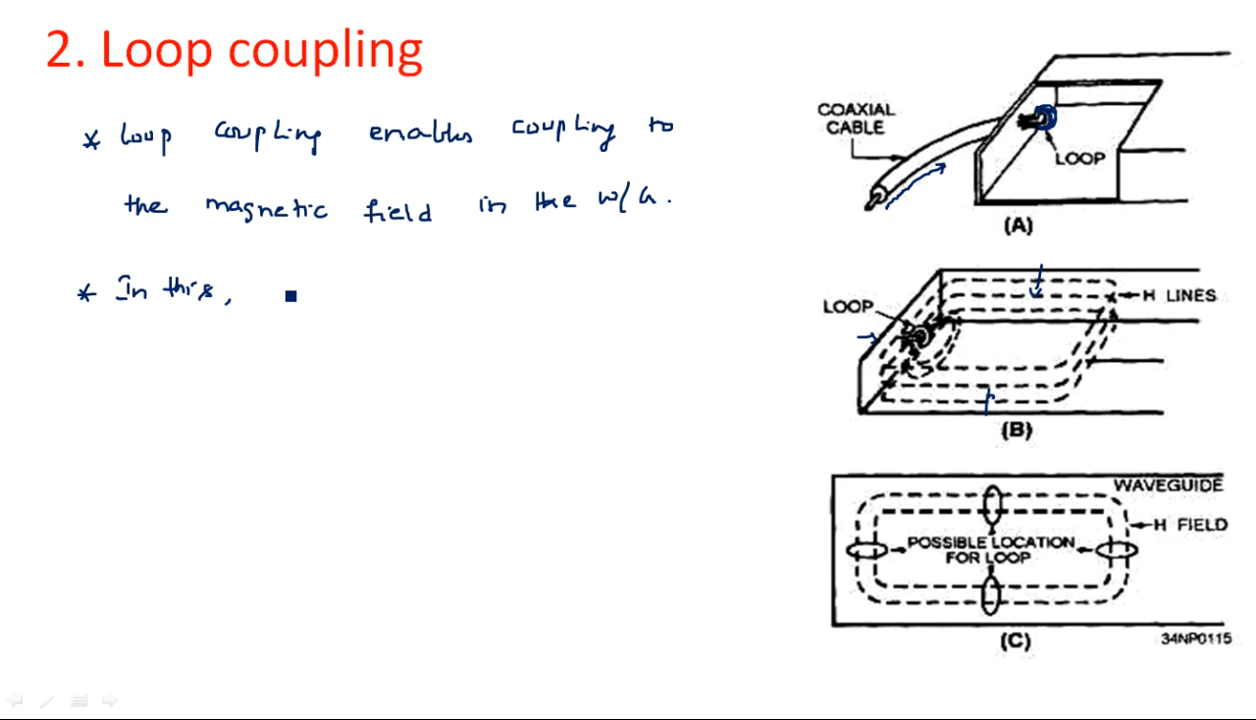 2. Loop coupling
* Loop coupling enables coupling to
the magnetic field in the w/G.
* In this,
COAXIAL
CABLE
LOOP
(A)
LOOP
H LINES
(B)
WAVEGUIDE
H FIELD
POSSIBLE LOCATION
FOR LOOP
(C)
34NP0115